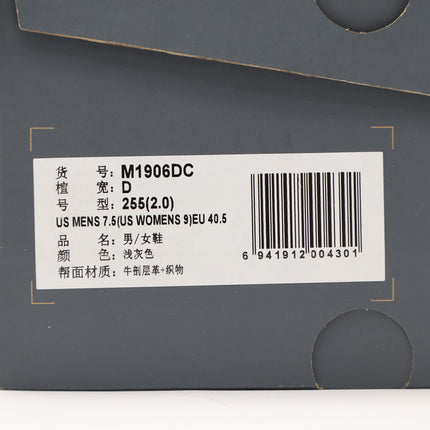 货 号: M1906DC
楦 宽: D
号 型: 255(2.0)
US MENS 7.5(US WOMENS 9)EU 40.5
品 名: 男/女鞋
颜 色: 浅灰色
帮面材质: 牛剖层革+织物
6 941912 004301